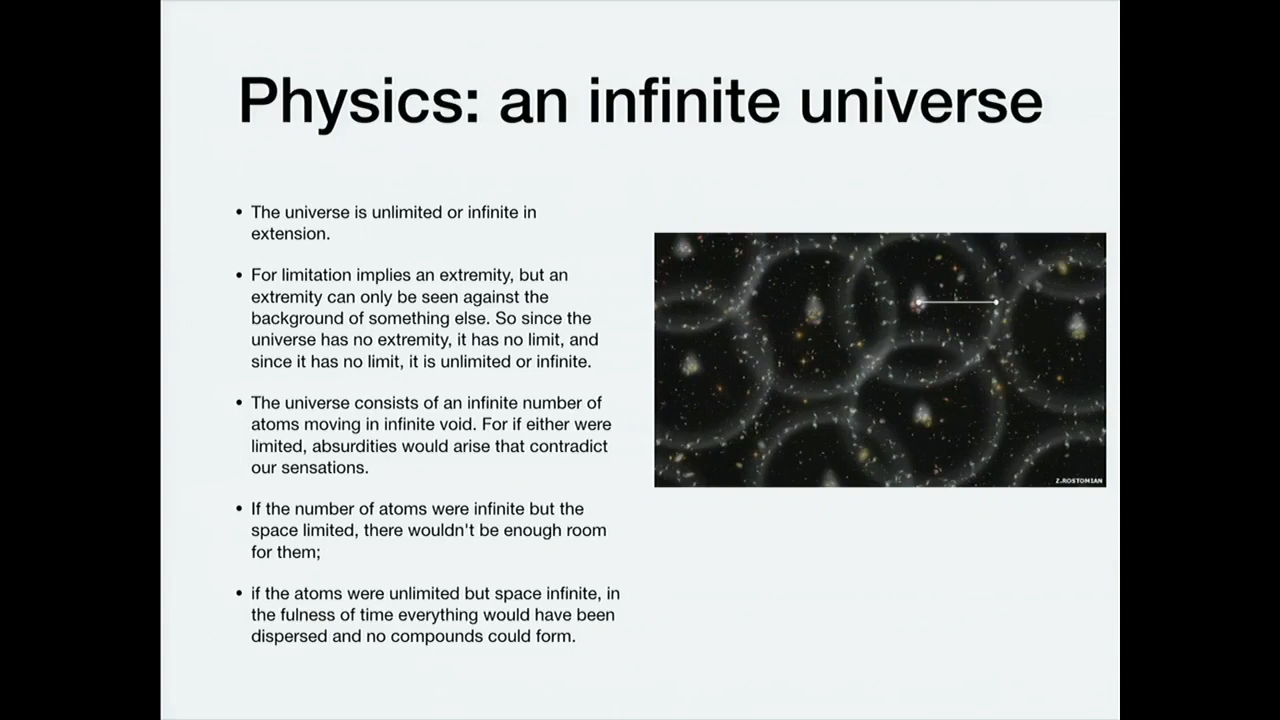 Physics: an infinite universe
• The universe is unlimited or infinite in
extension.
• For limitation implies an extremity, but an
extremity can only be seen against the
background of something else. So since the
universe has no extremity, it has no limit, and
since it has no limit, it is unlimited or infinite.
• The universe consists of an infinite number of
atoms moving in infinite void. For if either were
limited, absurdities would arise that contradict
our sensations.
• If the number of atoms were infinite but the
space limited, there wouldn't be enough room
for them;
• if the atoms were unlimited but space infinite, in
the fulness of time everything would have been
dispersed and no compounds could form.
Z.ROSTOMIAN